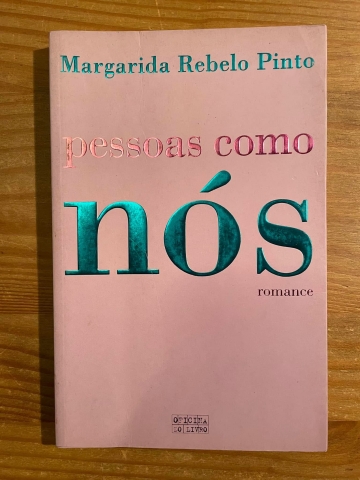 Margarida Rebelo Pinto
pessoas como
nós
romance
OFICINA
DO LIVRO